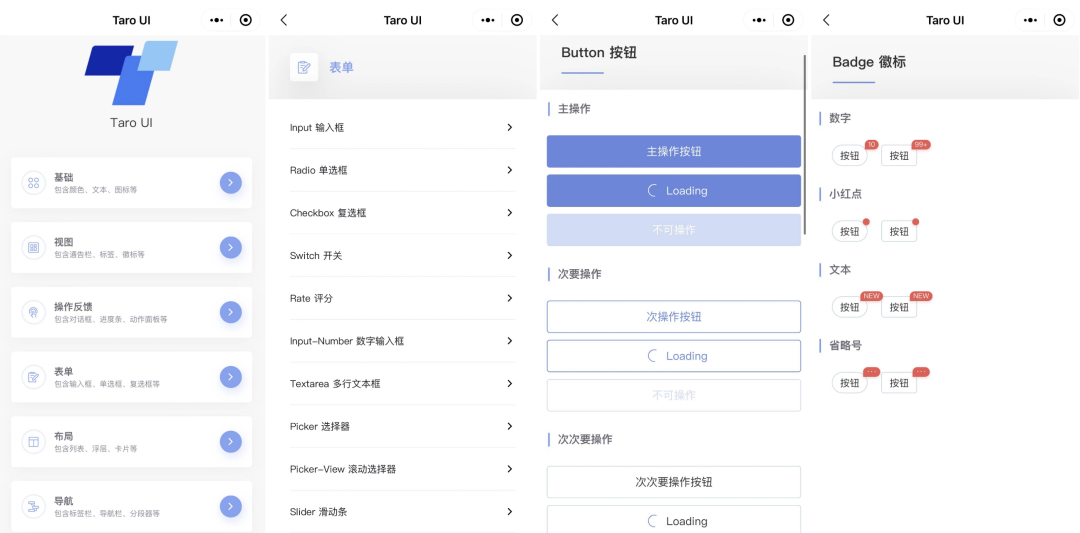 Taro UI
Taro UI
基础
包含颜色、文本、图标等
视图
包含通告栏、标签、徽标等
操作反馈
包含对话框、进度条、动作面板等
表单
包含输入框、单选框、复选框等
布局
包含列表、浮层、卡片等
导航
包含标签栏、导航栏、分段器等
Taro UI
表单
Input 输入框
Radio 单选框
Checkbox 复选框
Switch 开关
Rate 评分
Input-Number 数字输入框
Textarea 多行文本框
Picker 选择器
Picker-View 滚动选择器
Slider 滑动条
Taro UI
Button 按钮
主操作
主操作按钮
Loading
不可操作
次要操作
次操作按钮
Loading
不可操作
次次要操作
次次要操作按钮
Loading
Taro UI
Badge 徽标
数字
按钮 10 按钮 99+
小红点
按钮 按钮
文本
按钮 NEW 按钮 NEW
省略号
按钮 ··· 按钮 ···